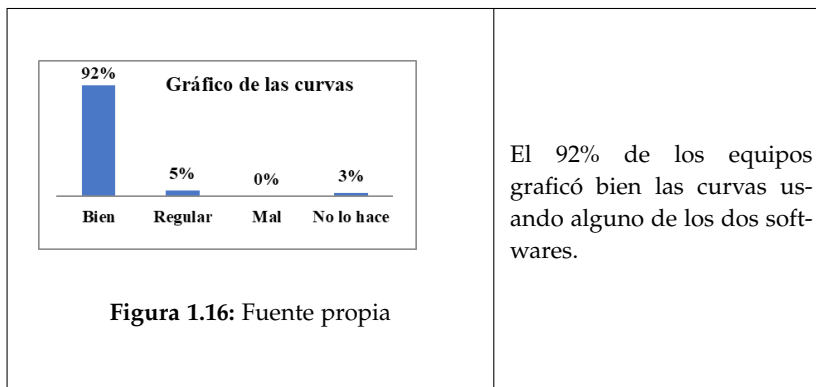 Gráfico de las curvas
92%
5%
0%
3%
Bien
Regular
Mal
No lo hace
Figura 1.16: Fuente propia
El 92% de los equipos
graficó bien las curvas us-
ando alguno de los dos soft-
wares.